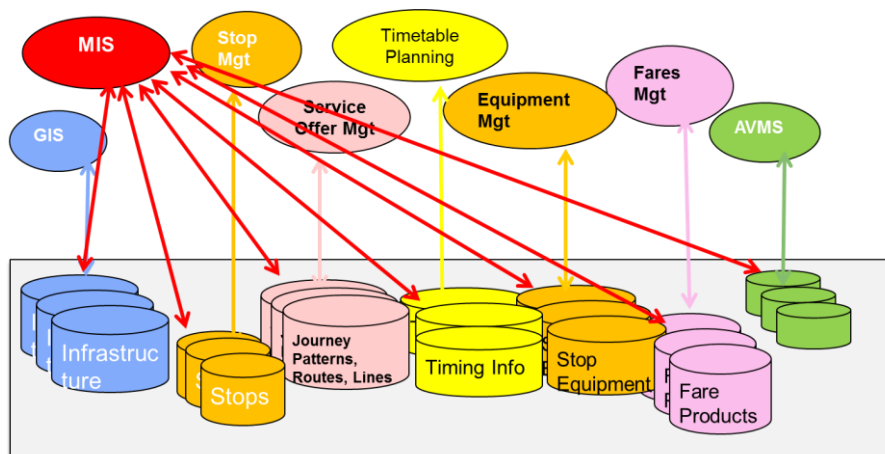 MIS
Stop
Mgt
Timetable
Planning
Service
Offer Mgt
Equipment
Mgt
Fares
Mgt
GIS
AVMS
Infrastruc
ture
Stops
Journey
Patterns,
Routes, Lines
Timing Info
Stop
Equipment
Fare
Products